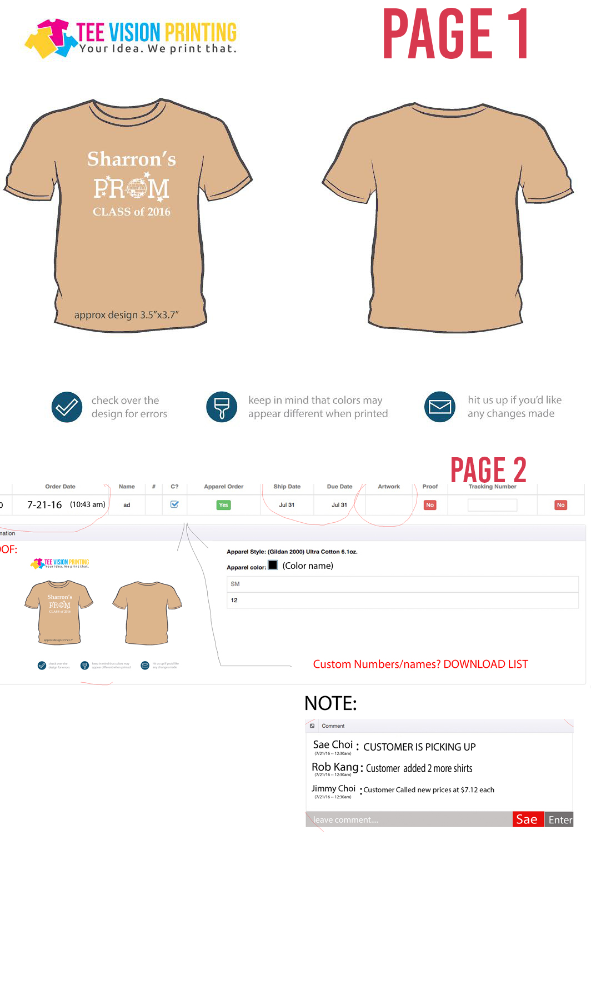 TEE VISION PRINTING
Your Idea. We print that.
PAGE 1
Sharron's
PROM
CLASS of 2016
approx design 3.5"x3.7"
check over the
design for errors
keep in mind that colors may
appear different when printed
hit us up if you'd like
any changes made
PAGE 2
Order Date Name # C? Apparel Order Ship Date Due Date Artwork Proof Tracking Number
0 7-21-16 (10:43 am) ad Yes Jul 31 Jul 31 No No
mation
OOF:
TEE VISION PRINTING
Your Idea. We print that.
Sharron's
PROM
CLASS of 2016
approx design 3.5"x3.7"
check over the
design for errors
keep in mind that colors may
appear different when printed
hit us up if you'd like
any changes made
Apparel Style: (Gildan 2000) Ultra Cotton 6.1oz.
Apparel color: (Color name)
SM
12
Custom Numbers/names? DOWNLOAD LIST
NOTE:
Comment
Sae Choi : CUSTOMER IS PICKING UP
(7/21/16 -- 12:30am)
Rob Kang : Customer added 2 more shirts
(7/21/16 -- 12:30am)
Jimmy Choi : Customer Called new prices at $7.12 each
(7/21/16 -- 12:30am)
leave comment.... Sae Enter